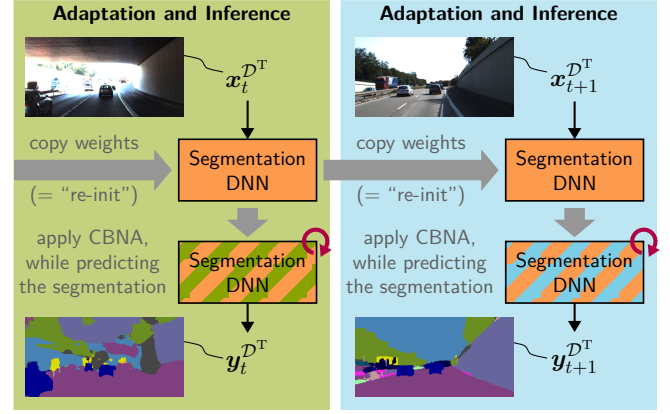 Adaptation and Inference
x_t^{D^T}
copy weights
(= “re-init”)
Segmentation
DNN
apply CBNA,
while predicting
the segmentation
Segmentation
DNN
y_t^{D^T}
Adaptation and Inference
x_{t+1}^{D^T}
copy weights
(= “re-init”)
Segmentation
DNN
apply CBNA,
while predicting
the segmentation
Segmentation
DNN
y_{t+1}^{D^T}